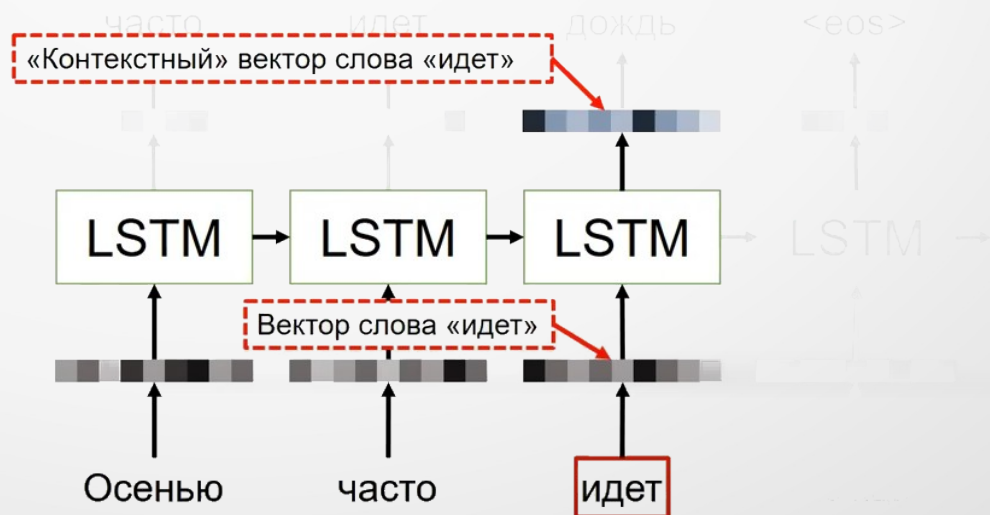 часто идет дождь <eos>
«Контекстный» вектор слова «идет»
LSTM LSTM LSTM LSTM
Вектор слова «идет»
Осенью часто идет